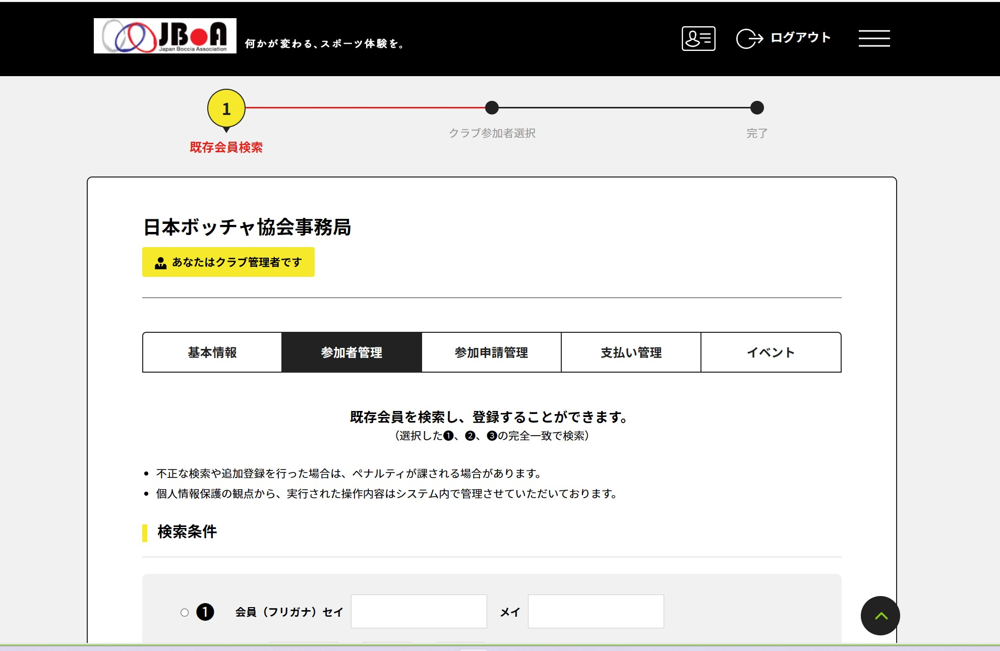 JBoA
Japan Boccia Association
何かが変わる、スポーツ体験を。
ログアウト
1
既存会員検索
クラブ参加者選択
完了
日本ボッチャ協会事務局
あなたはクラブ管理者です
基本情報
参加者管理
参加申請管理
支払い管理
イベント
既存会員を検索し、登録することができます。
（選択した❶、❷、❸の完全一致で検索）
• 不正な検索や追加登録を行った場合は、ペナルティが課される場合があります。
• 個人情報保護の観点から、実行された操作内容はシステム内で管理させていただいております。
検索条件
❶ 会員（フリガナ）セイ メイ